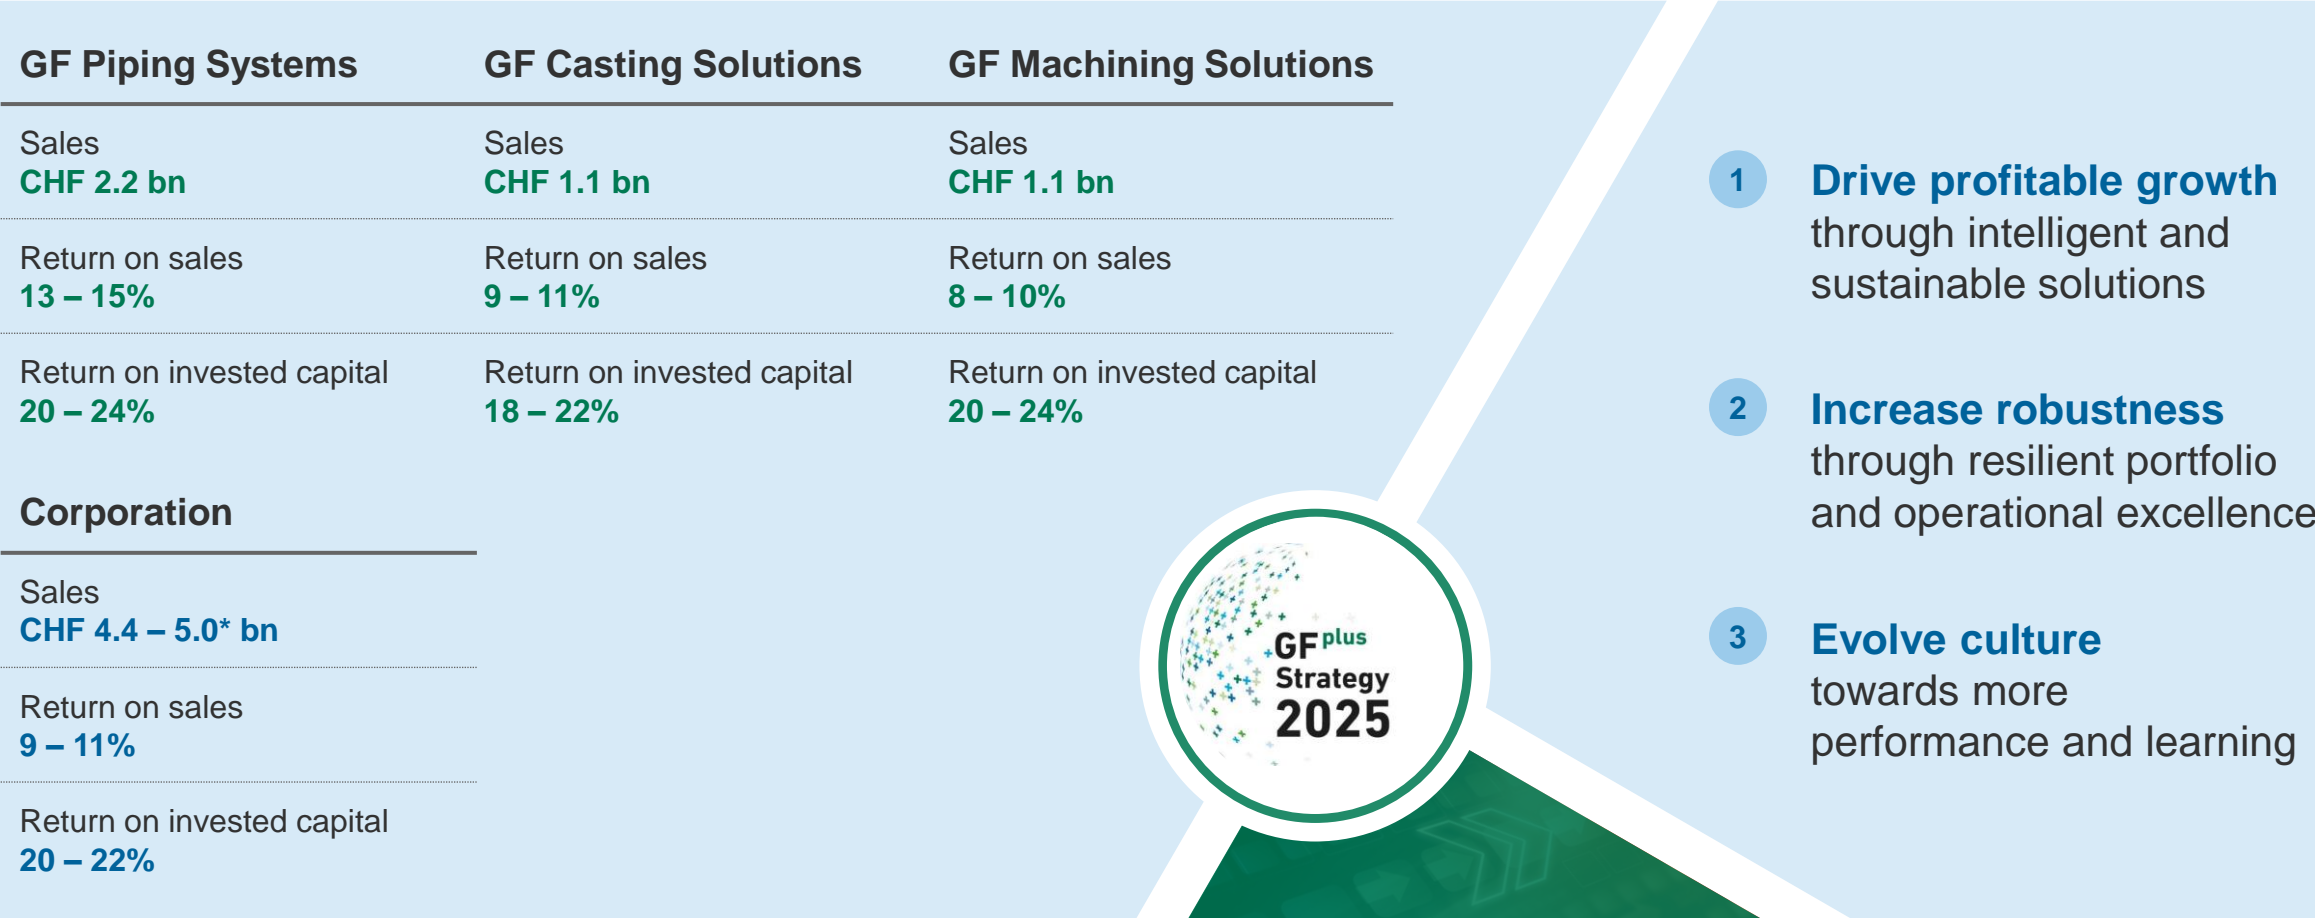 GF Piping Systems
Sales
CHF 2.2 bn
Return on sales
13 – 15%
Return on invested capital
20 – 24%
GF Casting Solutions
Sales
CHF 1.1 bn
Return on sales
9 – 11%
Return on invested capital
18 – 22%
GF Machining Solutions
Sales
CHF 1.1 bn
Return on sales
8 – 10%
Return on invested capital
20 – 24%
Corporation
Sales
CHF 4.4 – 5.0* bn
Return on sales
9 – 11%
Return on invested capital
20 – 22%
GF plus
Strategy
2025
1 Drive profitable growth
through intelligent and
sustainable solutions
2 Increase robustness
through resilient portfolio
and operational excellence
3 Evolve culture
towards more
performance and learning